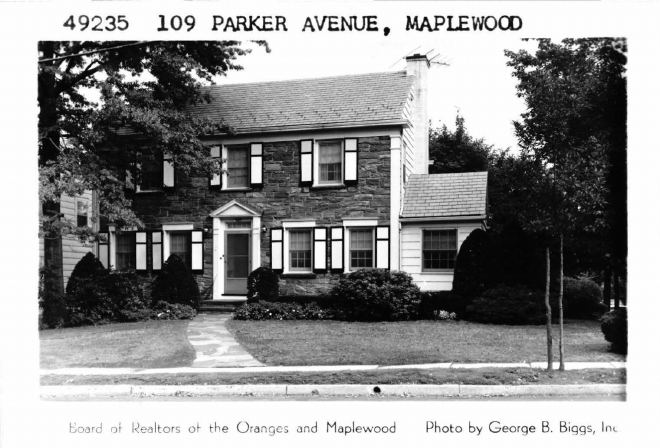 49235 109 PARKER AVENUE, MAPLEWOOD
Board of Realtors of the Oranges and Maplewood Photo by George B. Biggs, Inc